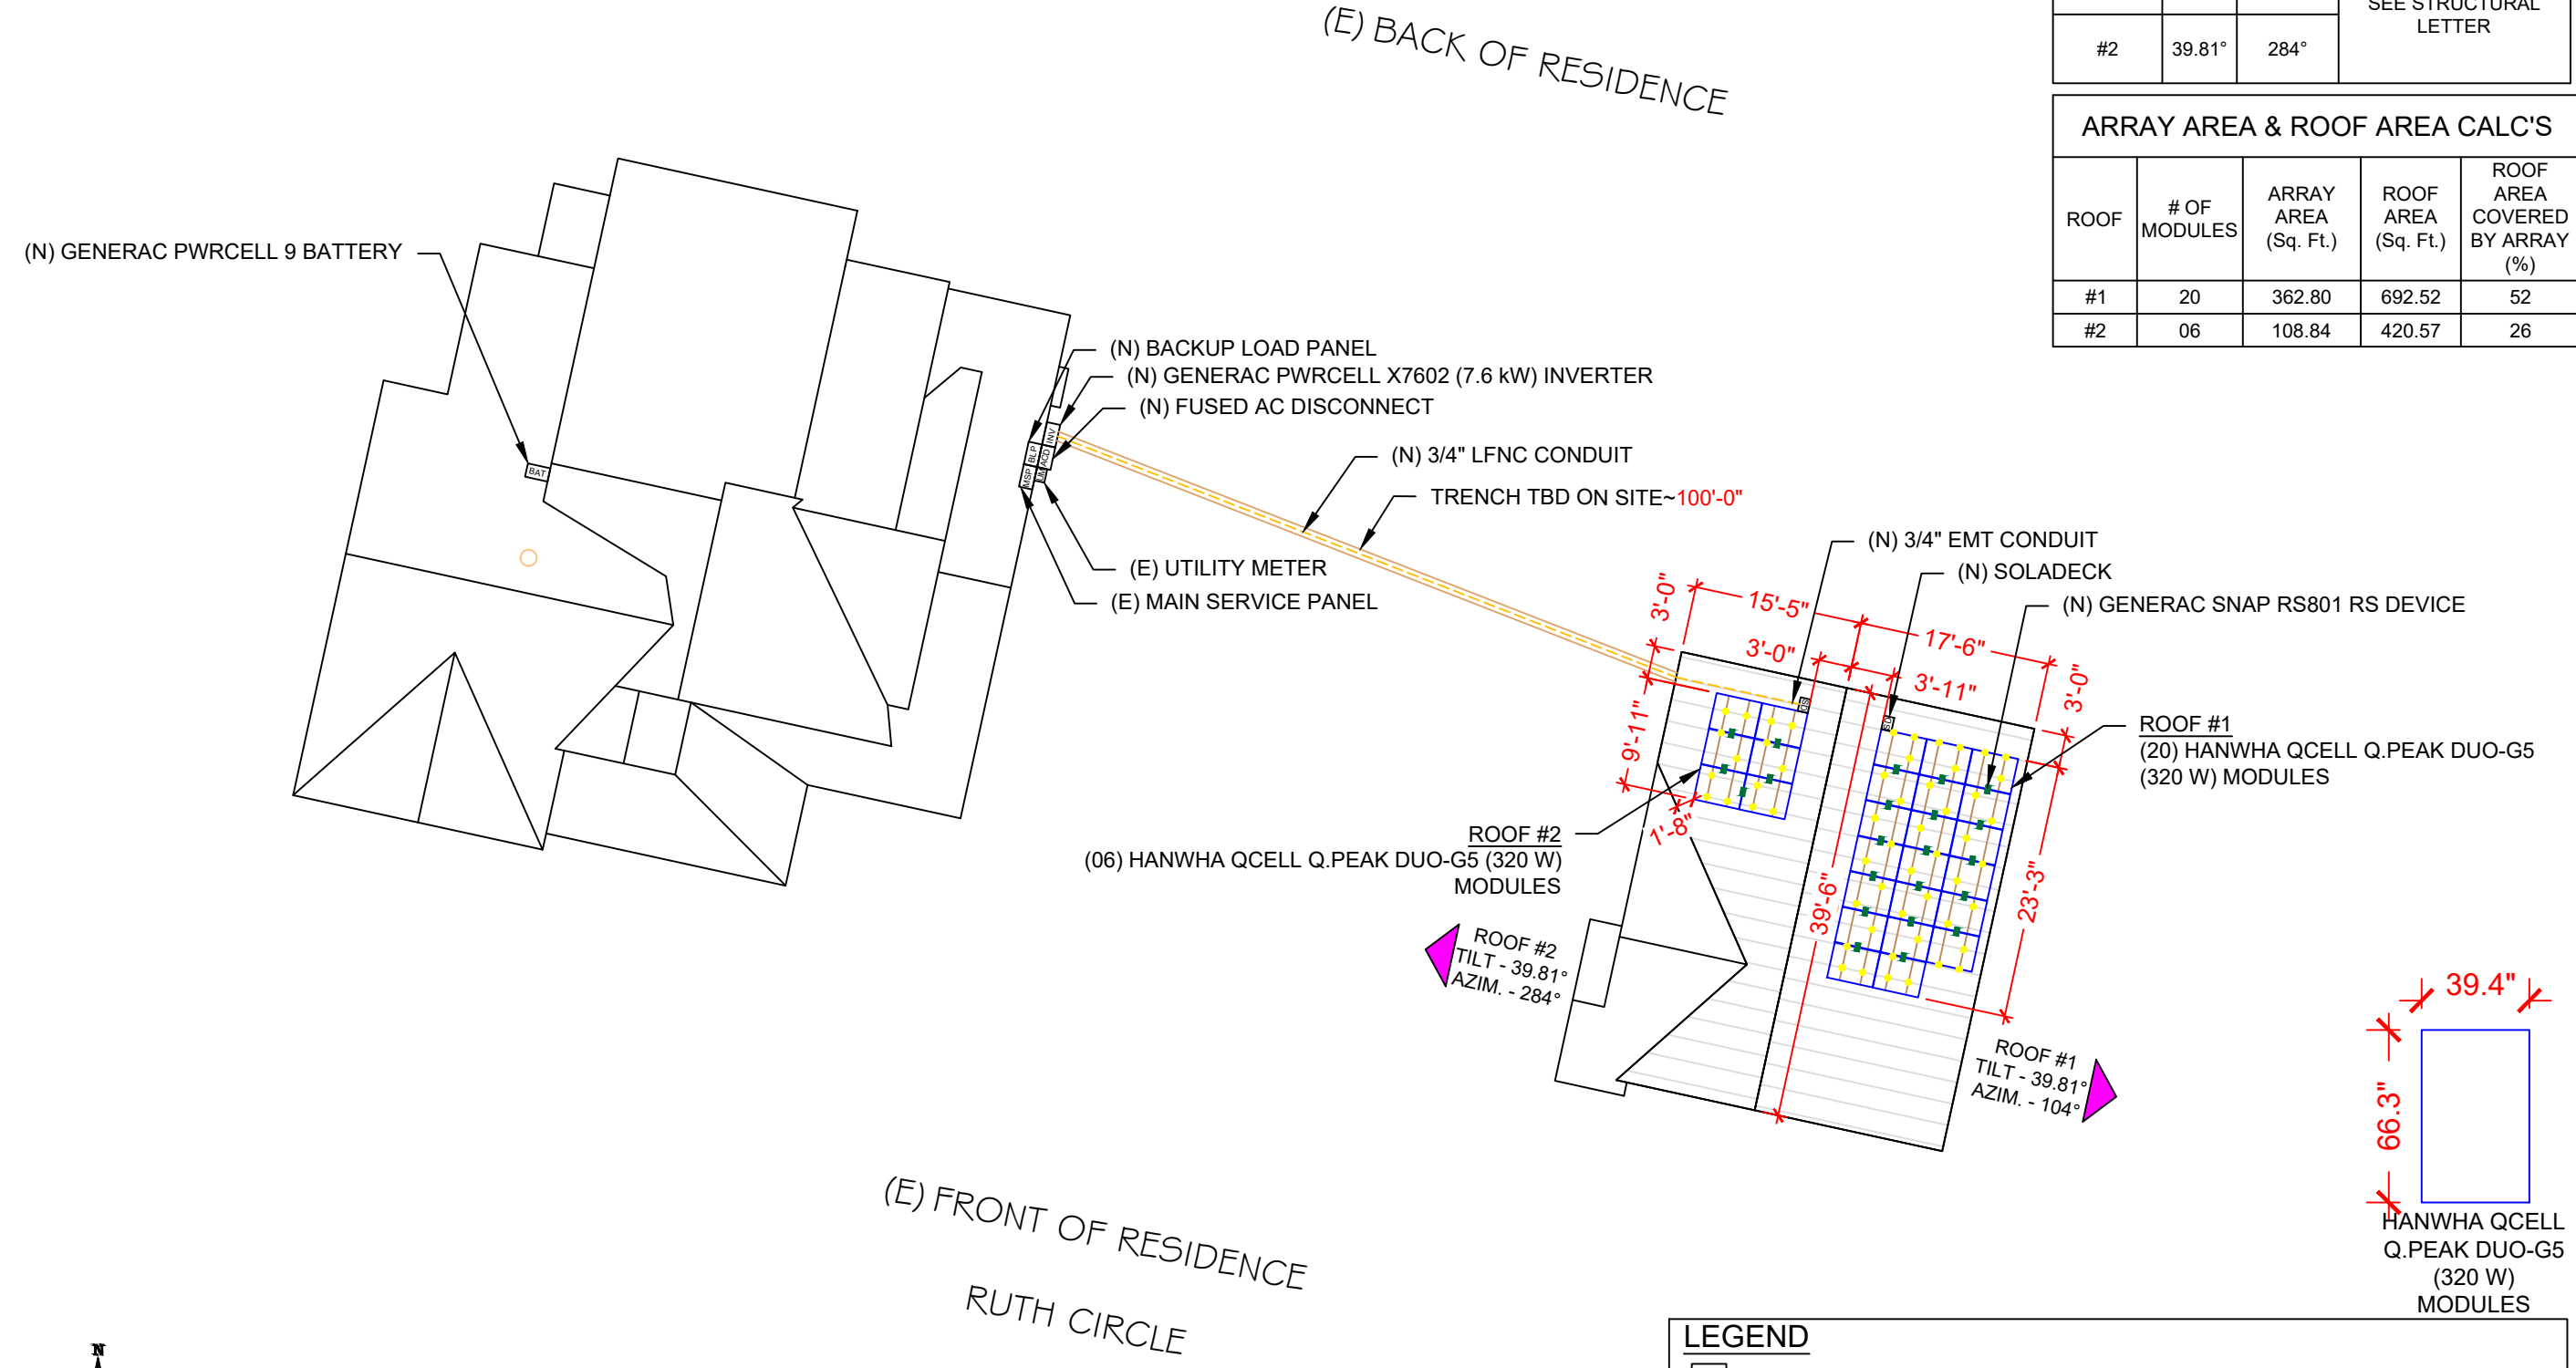 (E) BACK OF RESIDENCE
SEE STRUCTURAL
LETTER
#2 39.81° 284°
ARRAY AREA & ROOF AREA CALC'S
ROOF
# OF
MODULES
ARRAY
AREA
(Sq. Ft.)
ROOF
AREA
(Sq. Ft.)
ROOF
AREA
COVERED
BY ARRAY
(%)
#1 20 362.80 692.52 52
#2 06 108.84 420.57 26
(N) GENERAC PWRCELL 9 BATTERY
(N) BACKUP LOAD PANEL
(N) GENERAC PWRCELL X7602 (7.6 kW) INVERTER
(N) FUSED AC DISCONNECT
(N) 3/4" LFNC CONDUIT
TRENCH TBD ON SITE~100'-0"
BAT
INV
BLP
ACD
MSP
UM
(E) UTILITY METER
(E) MAIN SERVICE PANEL
(N) 3/4" EMT CONDUIT
(N) SOLADECK
(N) GENERAC SNAP RS801 RS DEVICE
3'-0"
15'-5"
17'-6"
3'-0"
3'-11"
3'-0"
9'-11"
1'-8"
39'-6"
23'-3"
SD
SD
ROOF #1
(20) HANWHA QCELL Q.PEAK DUO-G5
(320 W) MODULES
ROOF #2
(06) HANWHA QCELL Q.PEAK DUO-G5 (320 W)
MODULES
ROOF #2
TILT - 39.81°
AZIM. - 284°
ROOF #1
TILT - 39.81°
AZIM. - 104°
39.4"
66.3"
HANWHA QCELL
Q.PEAK DUO-G5
(320 W)
MODULES
(E) FRONT OF RESIDENCE
RUTH CIRCLE
N
LEGEND